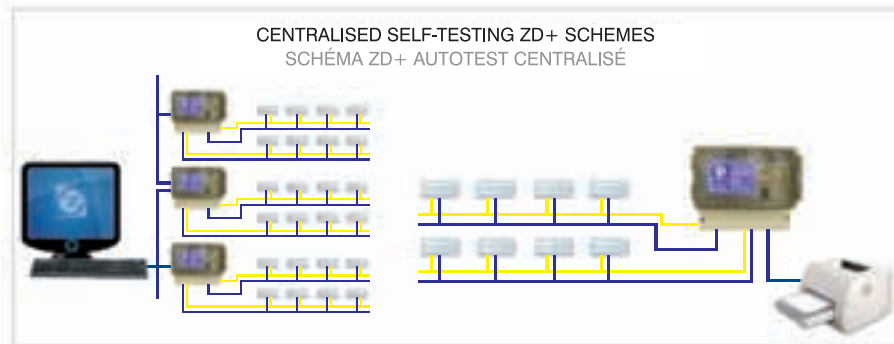 CENTRALISED SELF-TESTING ZD+ SCHEMES
SCHÉMA ZD+ AUTOTEST CENTRALISÉ